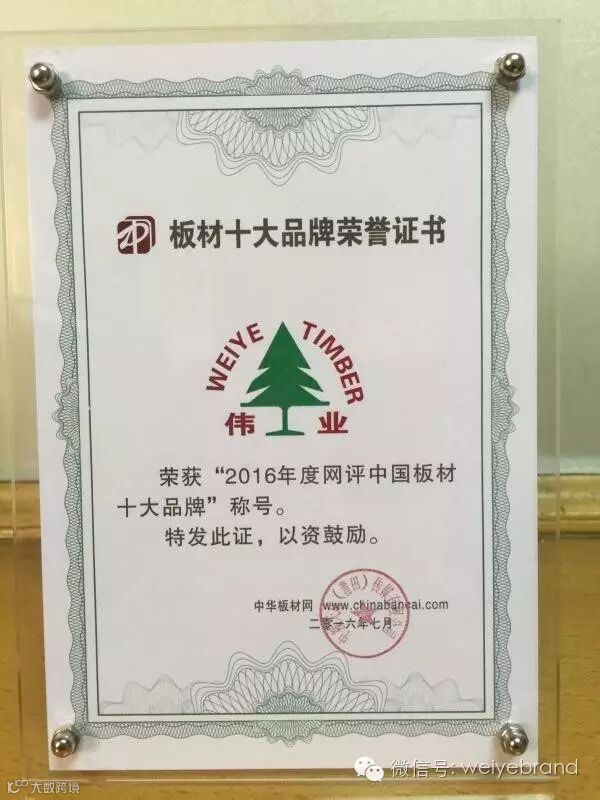 板材十大品牌荣誉证书
WEIYE TIMBER
伟业
荣获“2016年度网评中国板材
十大品牌”称号。
特发此证，以资鼓励。
中华板材网 www.chinabancai.com
二零一六年七月
微信号: weiyebrand
大数跨境